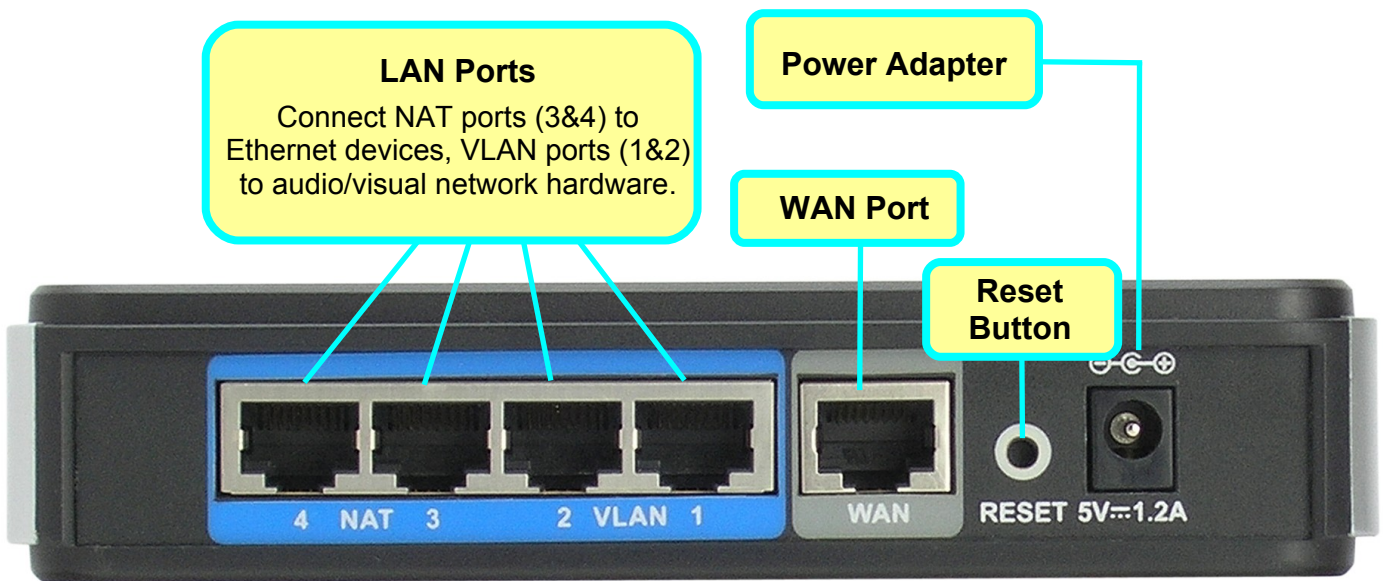 LAN Ports
Connect NAT ports (3&4) to
Ethernet devices, VLAN ports (1&2)
to audio/visual network hardware.
Power Adapter
WAN Port
Reset
Button
4 NAT 3 2 VLAN 1
WAN
RESET 5V⎓1.2A